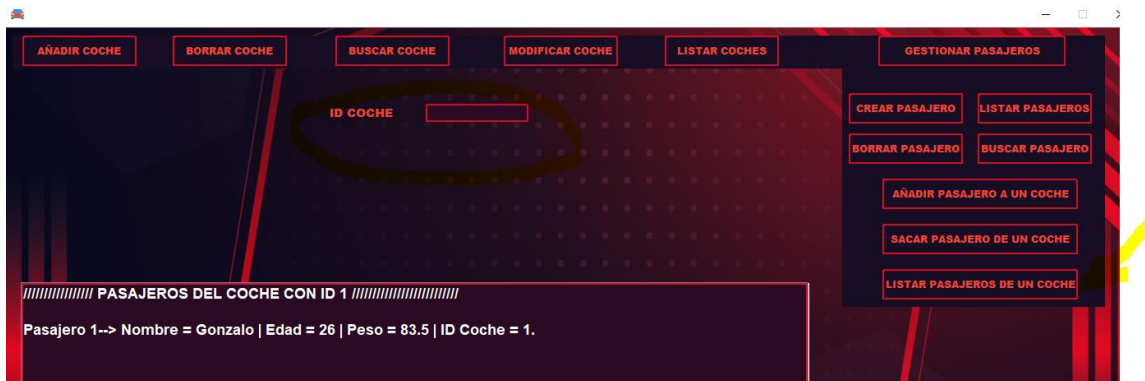 AÑADIR COCHE BORRAR COCHE BUSCAR COCHE MODIFICAR COCHE LISTAR COCHES GESTIONAR PASAJEROS
ID COCHE
CREAR PASAJERO LISTAR PASAJEROS
BORRAR PASAJERO BUSCAR PASAJERO
AÑADIR PASAJERO A UN COCHE
SACAR PASAJERO DE UN COCHE
LISTAR PASAJEROS DE UN COCHE
///////////////// PASAJEROS DEL COCHE CON ID 1 //////////////////////////
Pasajero 1--> Nombre = Gonzalo | Edad = 26 | Peso = 83.5 | ID Coche = 1.